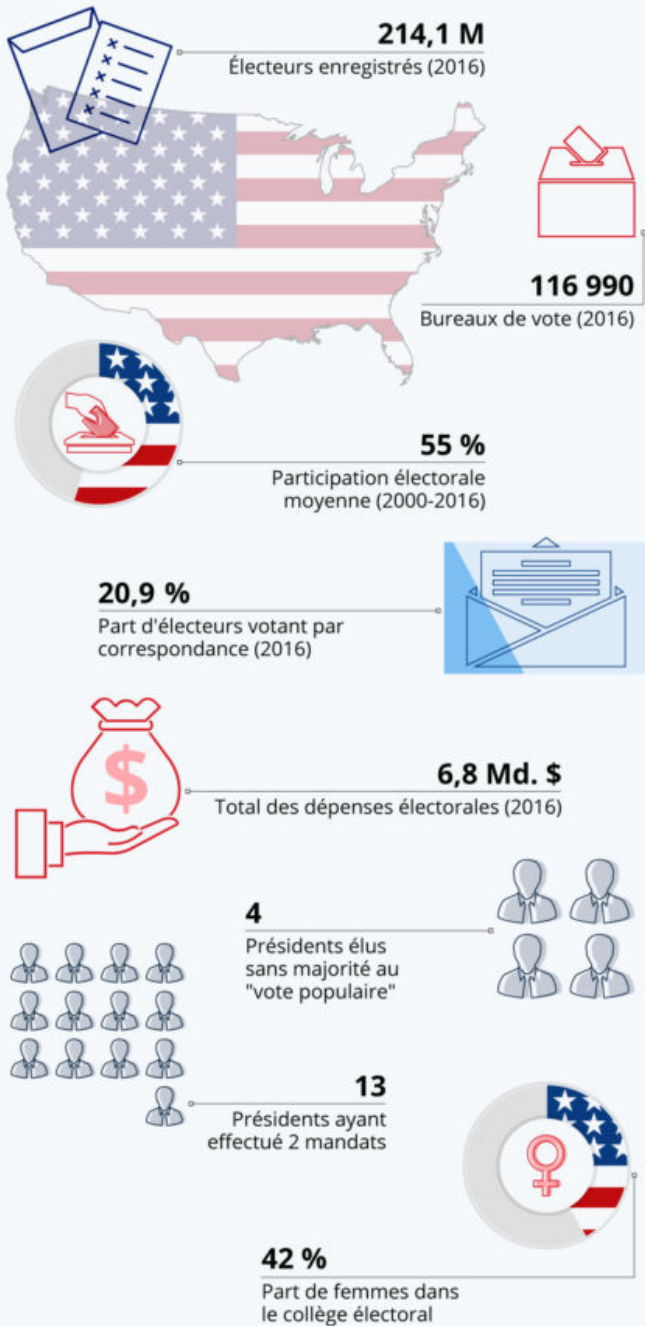 214,1 M
Électeurs enregistrés (2016)
116 990
Bureaux de vote (2016)
55 %
Participation électorale
moyenne (2000-2016)
20,9 %
Part d'électeurs votant par
correspondance (2016)
$
6,8 Md. $
Total des dépenses électorales (2016)
4
Présidents élus
sans majorité au
"vote populaire"
13
Présidents ayant
effectué 2 mandats
42 %
Part de femmes dans
le collège électoral